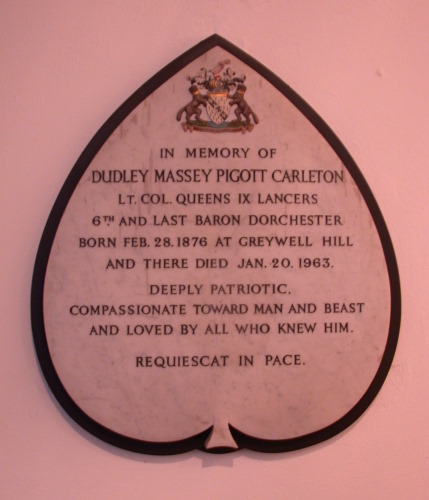 IN MEMORY OF
DUDLEY MASSEY PIGOTT CARLETON
LT. COL. QUEENS IX LANCERS
6TH AND LAST BARON DORCHESTER
BORN FEB. 28. 1876 AT GREYWELL HILL
AND THERE DIED JAN. 20. 1963.
DEEPLY PATRIOTIC.
COMPASSIONATE TOWARD MAN AND BEAST
AND LOVED BY ALL WHO KNEW HIM.
REQUIESCAT IN PACE.